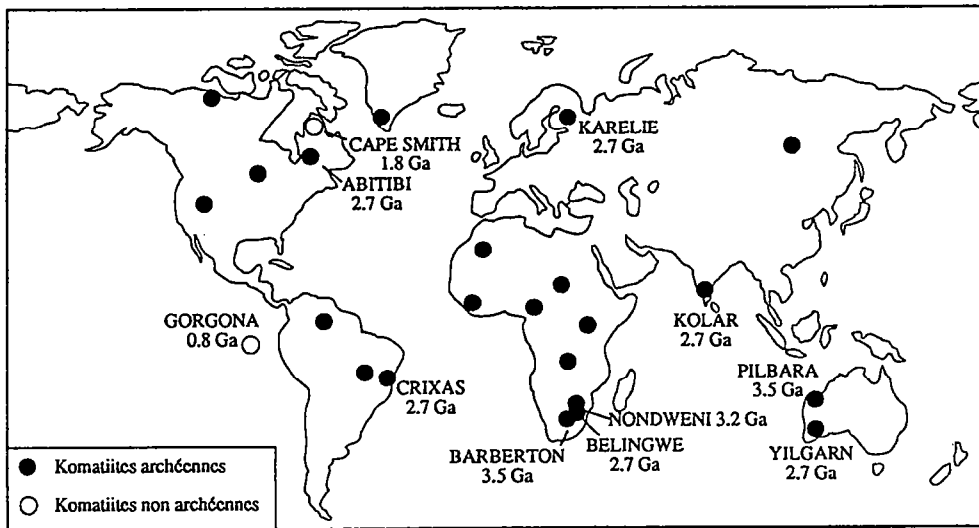 CAPE SMITH
1.8 Ga
ABITIBI
2.7 Ga
KARELIE
2.7 Ga
GORGONA
0.8 Ga
CRIXAS
2.7 Ga
KOLAR
2.7 Ga
PILBARA
3.5 Ga
NONDWENI 3.2 Ga
BARBERTON
3.5 Ga
BELINGWE
2.7 Ga
YILGARN
2.7 Ga
Komatiites archéennes
Komatiites non archéennes